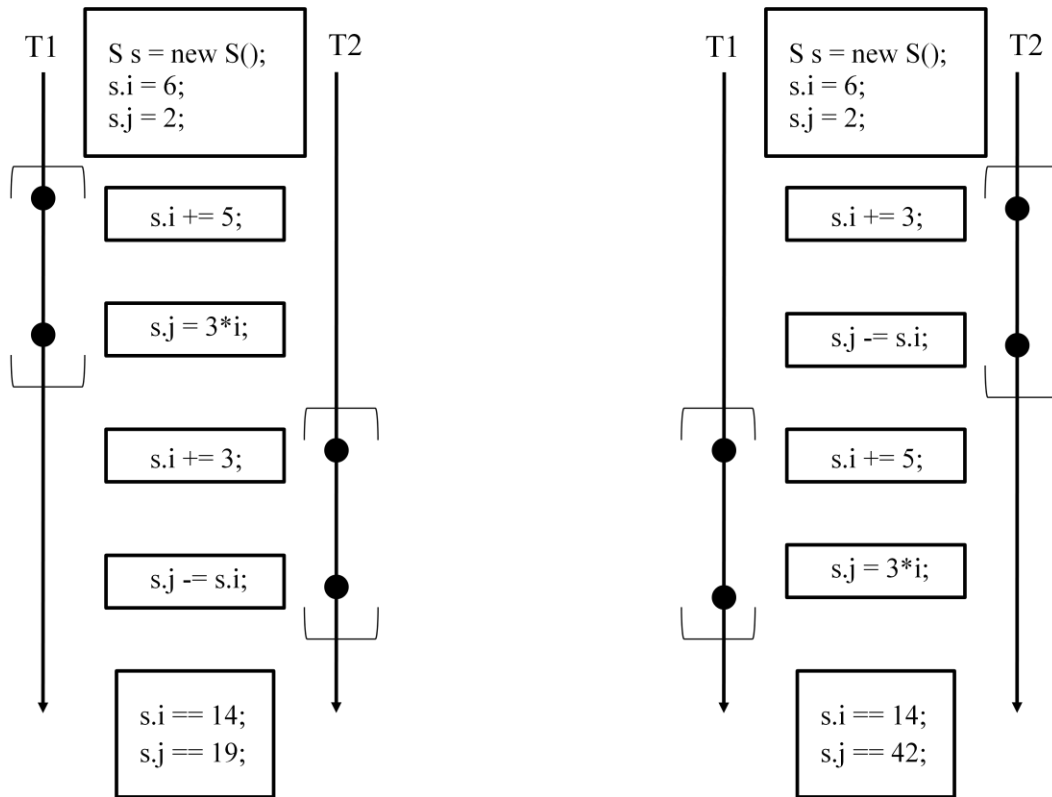 T1
S s = new S();
s.i = 6;
s.j = 2;
T2
s.i += 5;
s.j = 3*i;
s.i += 3;
s.j -= s.i;
s.i == 14;
s.j == 19;
T1
S s = new S();
s.i = 6;
s.j = 2;
T2
s.i += 3;
s.j -= s.i;
s.i += 5;
s.j = 3*i;
s.i == 14;
s.j == 42;